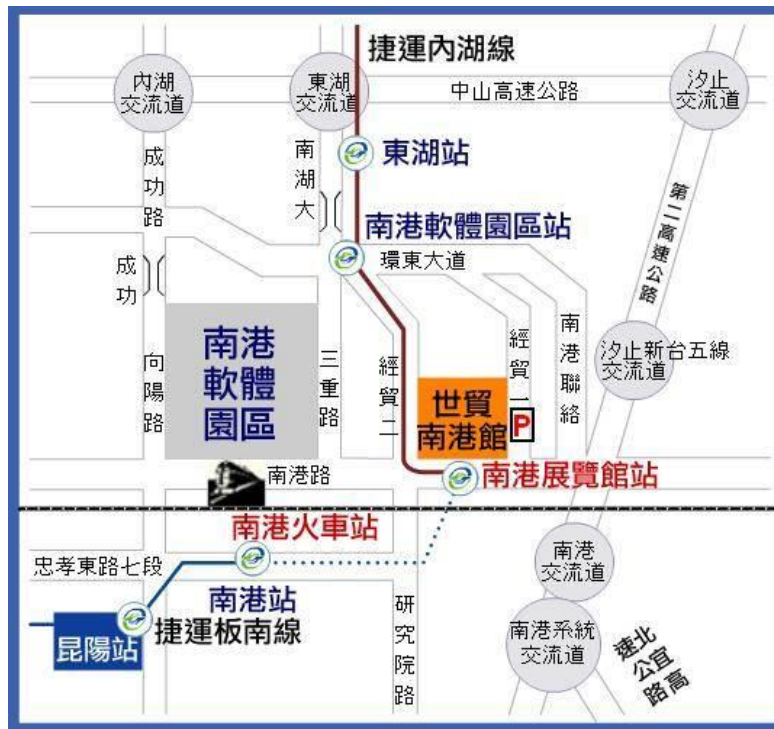 捷運內湖線
內湖
交流道
東湖
交流道
中山高速公路
汐止
交流道
成功路
南湖大
東湖站
第二高速公路
南港軟體園區站
環東大道
成功
南港
軟體
園區
向陽路
三重路
經貿二
世貿
南港館
經貿一
P
南港聯絡
汐止新台五線
交流道
南港路
南港展覽館站
南港火車站
忠孝東路七段
南港站
捷運板南線
昆陽站
研究院路
南港
交流道
南港系統
交流道
北宜高
速公路